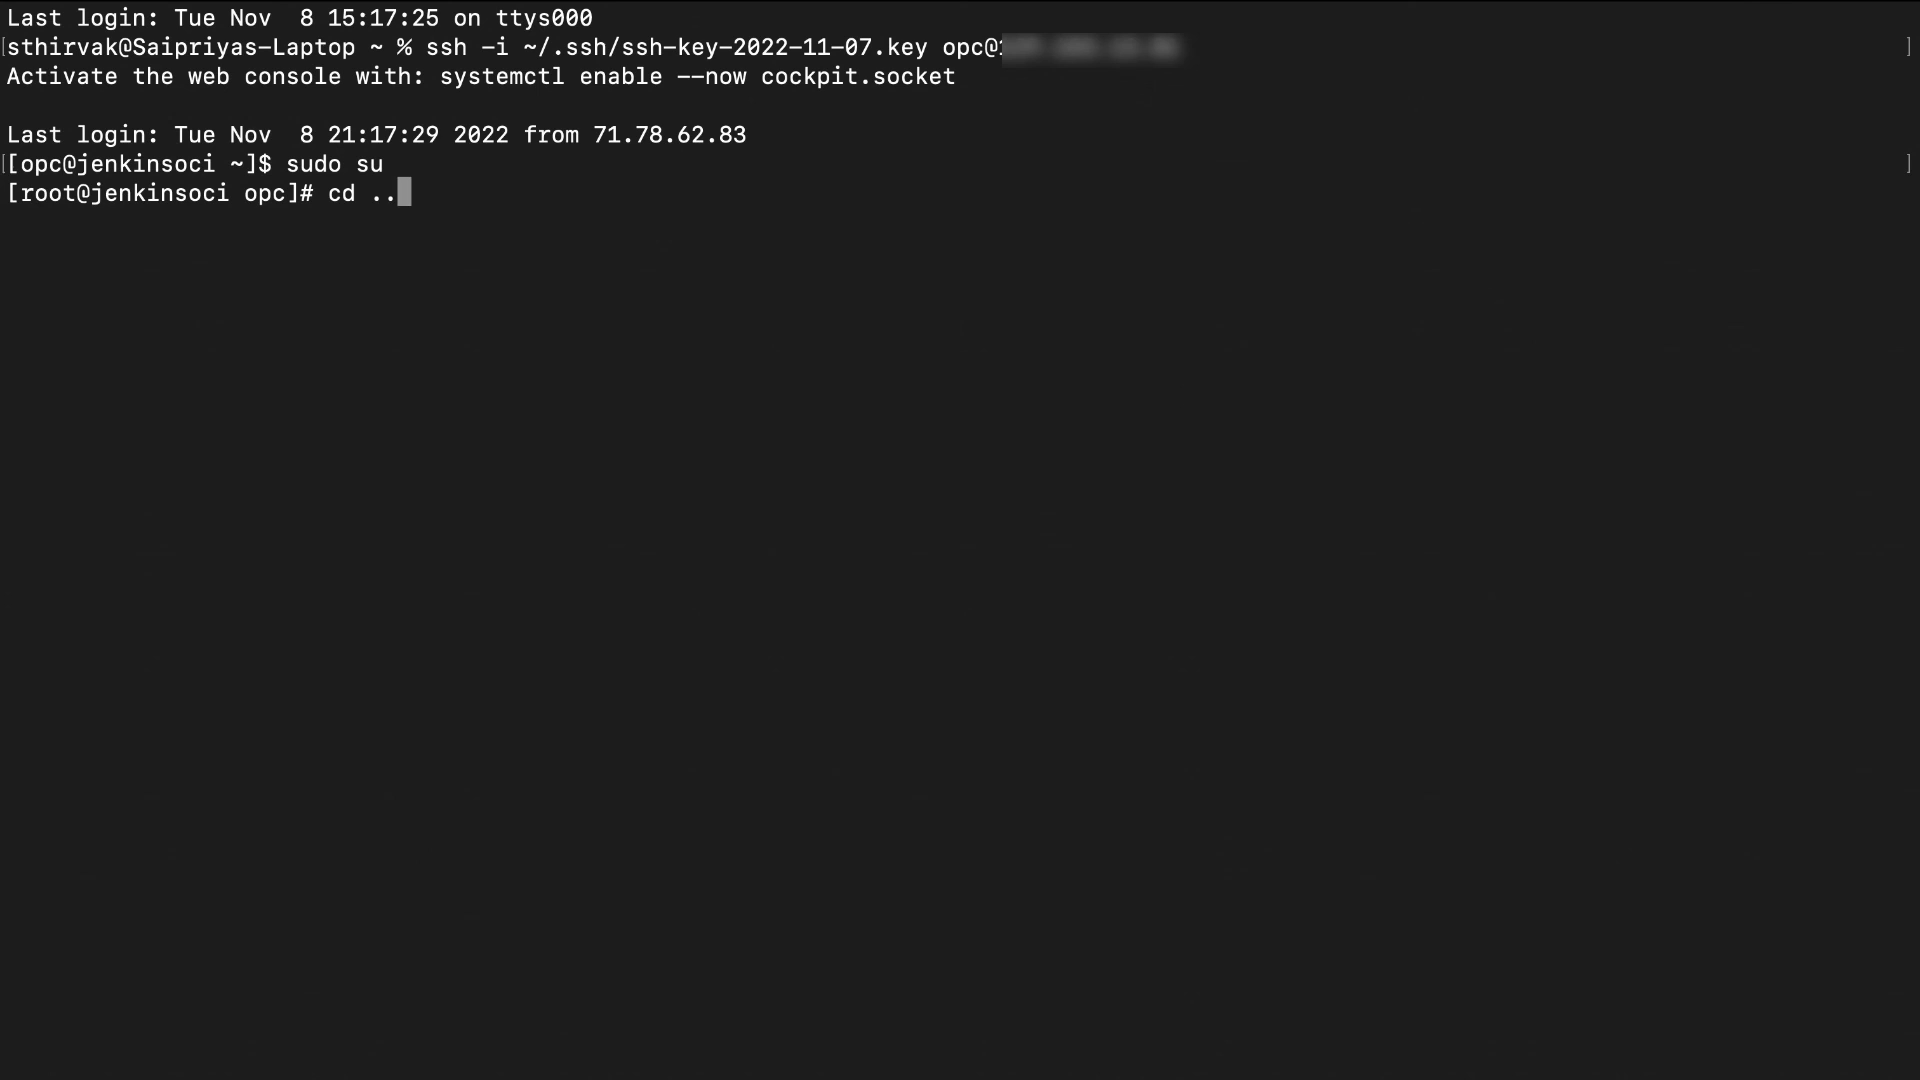 Last login: Tue Nov  8 15:17:25 on ttys000
[sthirvak@Saipriyas-Laptop ~ % ssh -i ~/.ssh/ssh-key-2022-11-07.key opc@ ]
Activate the web console with: systemctl enable --now cockpit.socket
Last login: Tue Nov  8 21:17:29 2022 from 71.78.62.83
[[opc@jenkinsoci ~]$ sudo su ]
[root@jenkinsoci opc]# cd ..